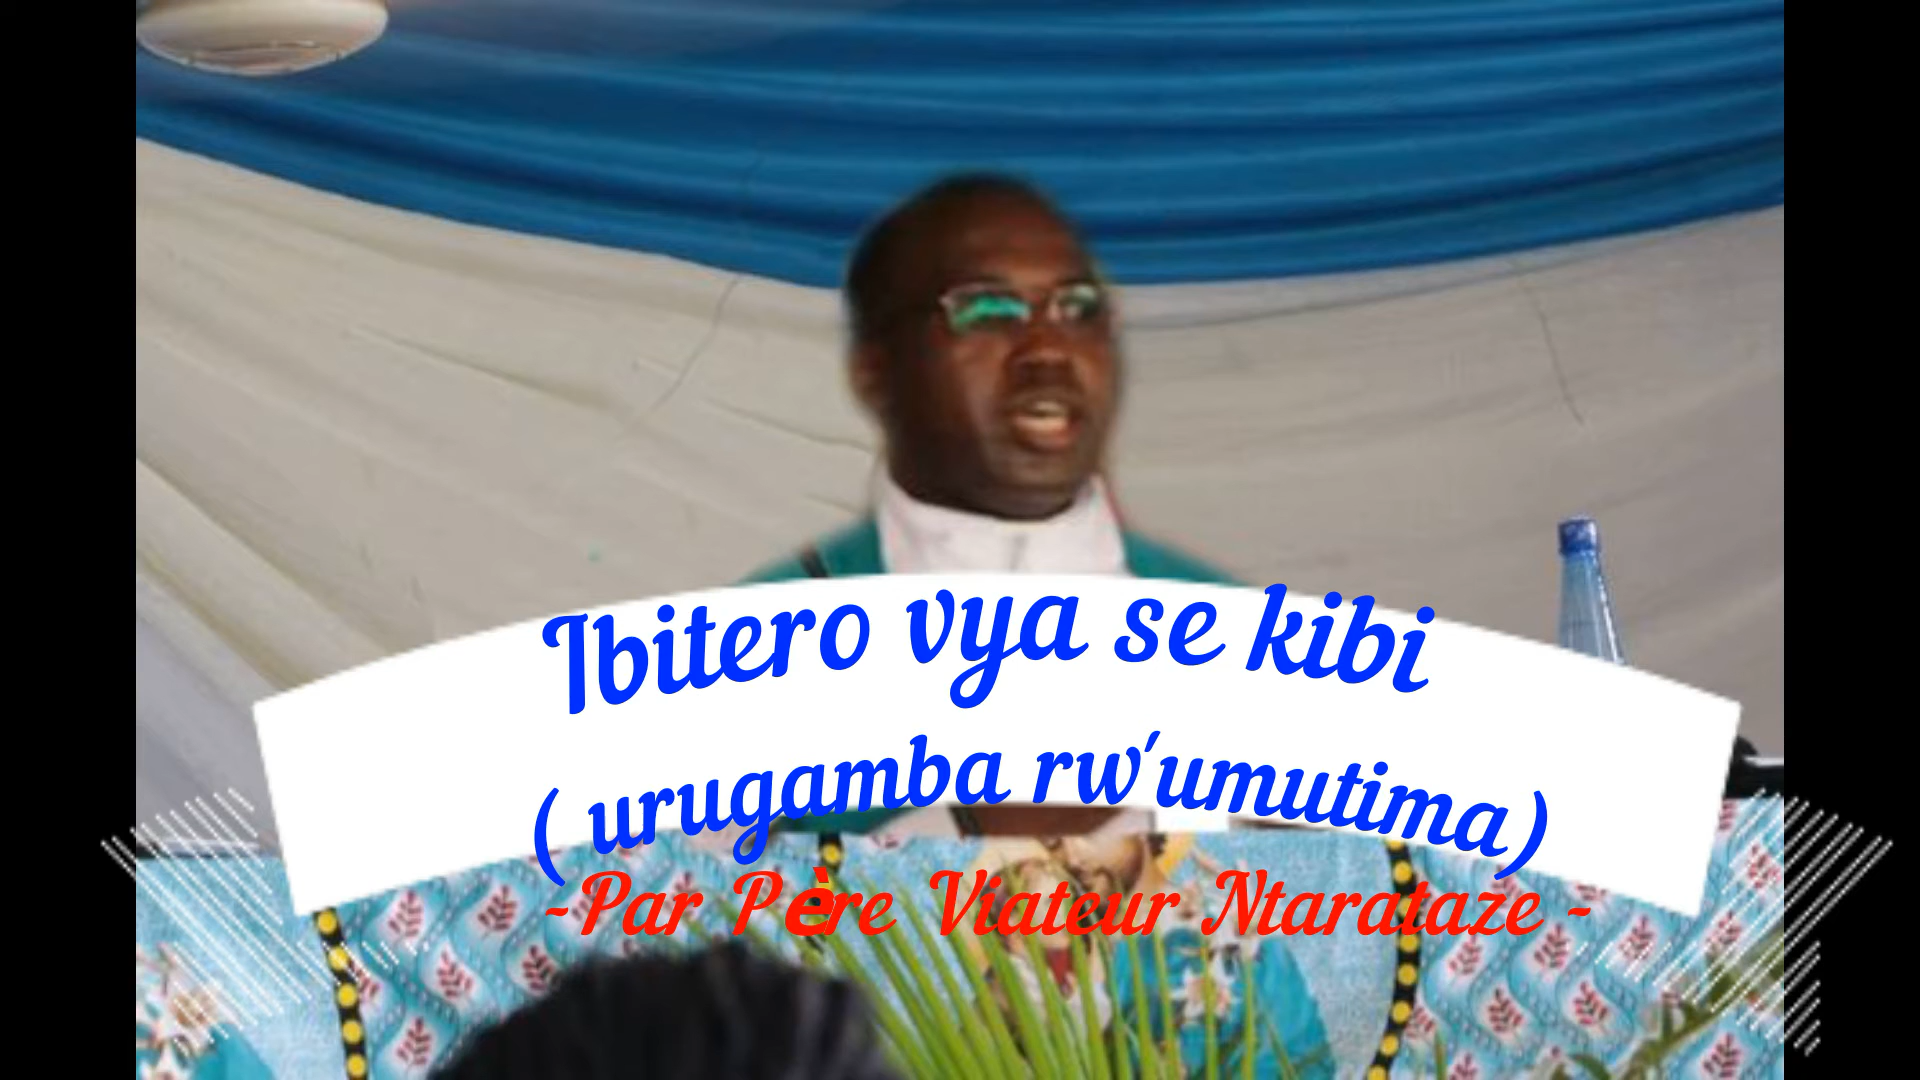 Ibitero vya se kibi
( urugamba rw'umutima)
-Par Père Viateur Ntarataze -